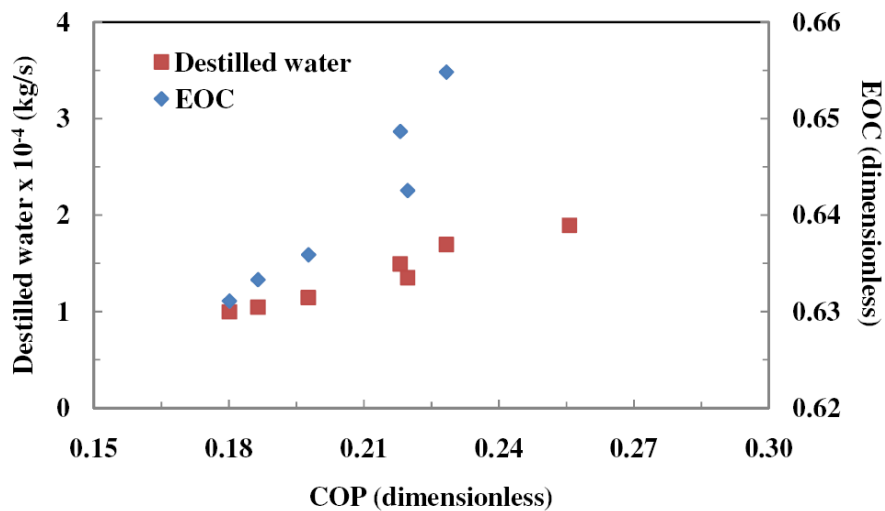 4
3
2
1
0
Destilled water x 10⁻⁴ (kg/s)
Destilled water
EOC
0.66
0.65
0.64
0.63
0.62
EOC (dimensionless)
0.15 0.18 0.21 0.24 0.27 0.30
COP (dimensionless)